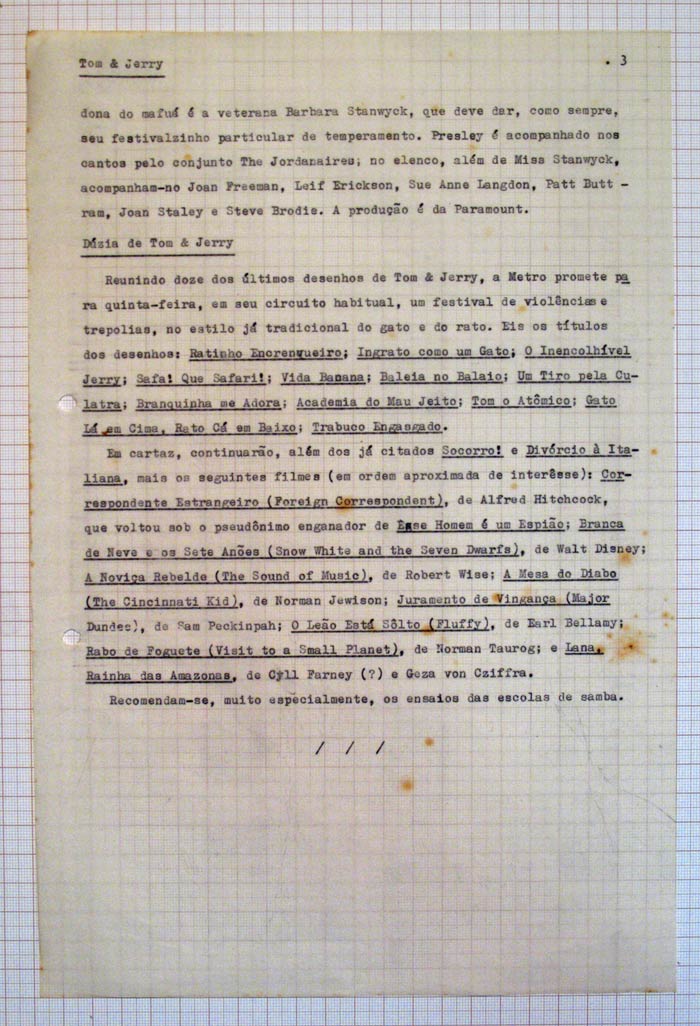 Tom & Jerry . 3
dona do mafuá é a veterana Barbara Stanwyck, que deve dar, como sempre,
seu festivalzinho particular de temperamento. Presley é acompanhado nos
cantos pelo conjunto The Jordanaires; no elenco, além de Miss Stanwyck,
acompanham-no Joan Freeman, Leif Erickson, Sue Anne Langdon, Patt Butt -
ram, Joan Staley e Steve Brodie. A produção é da Paramount.
Dúzia de Tom & Jerry
Reunindo doze dos últimos desenhos de Tom & Jerry, a Metro promete pa
ra quinta-feira, em seu circuito habitual, um festival de violências e
trepolias, no estilo já tradicional do gato e do rato. Eis os títulos
dos desenhos: Ratinho Encrenqueiro; Ingrato como um Gato; O Inencolhível
Jerry; Safa! Que Safari!; Vida Banana; Baleia no Balaio; Um Tiro pela Cu-
latra; Branquinha me Adora; Academia do Mau Jeito; Tom o Atômico; Gato
Lá em Cima, Rato Cá em Baixo; Trabuco Engasgado.
Em cartaz, continuarão, além dos já citados Socorro! e Divórcio à Ita-
liana, mais os seguintes filmes (em ordem aproximada de interêsse): Cor-
respondente Estrangeiro (Foreign Correspondent), de Alfred Hitchcock,
que voltou sob o pseudônimo enganador de Êsse Homem é um Espião; Branca
de Neve e os Sete Anões (Snow White and the Seven Dwarfs), de Walt Disney;
A Noviça Rebelde (The Sound of Music), de Robert Wise; A Mesa do Diabo
(The Cincinnati Kid), de Norman Jewison; Juramento de Vingança (Major
Dundee), de Sam Peckinpah; O Leão Está Sôlto (Fluffy), de Earl Bellamy;
Rabo de Foguete (Visit to a Small Planet), de Norman Taurog; e Lana,
Rainha das Amazonas, de Cyll Farney (?) e Geza von Cziffra.
Recomendam-se, muito especialmente, os ensaios das escolas de samba.
/ / /